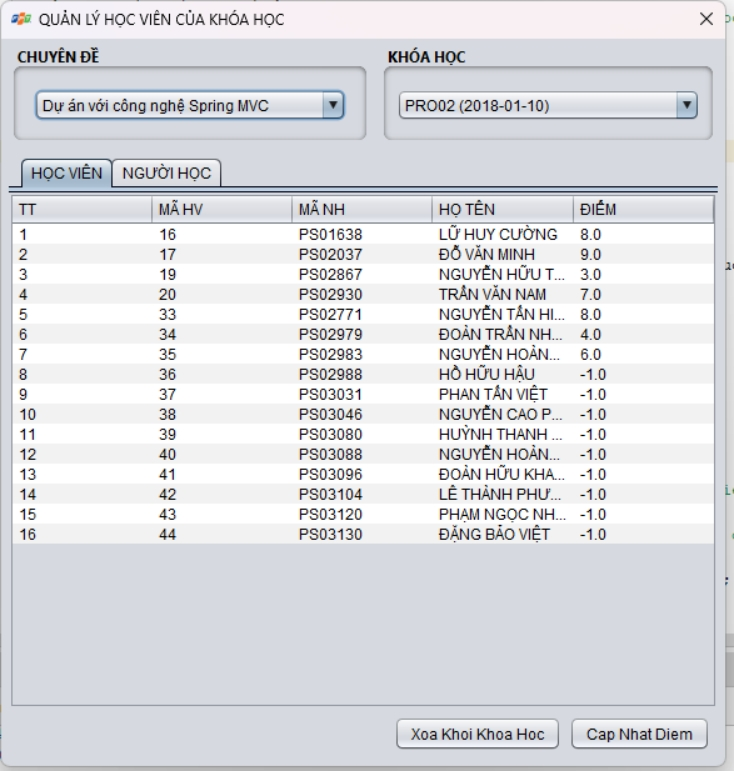 QUẢN LÝ HỌC VIÊN CỦA KHÓA HỌC
CHUYÊN ĐỀ
KHÓA HỌC
Dự án với công nghệ Spring MVC
PRO02 (2018-01-10)
HỌC VIÊN NGƯỜI HỌC
TT MÃ HV MÃ NH HỌ TÊN ĐIỂM
1 16 PS01638 LỮ HUY CƯỜNG 8.0
2 17 PS02037 ĐỖ VĂN MINH 9.0
3 19 PS02867 NGUYỄN HỮU T... 3.0
4 20 PS02930 TRẦN VĂN NAM 7.0
5 33 PS02771 NGUYỄN TẤN HI... 8.0
6 34 PS02979 ĐOÀN TRẦN NH... 4.0
7 35 PS02983 NGUYỄN HOÀN... 6.0
8 36 PS02988 HỒ HỮU HẬU -1.0
9 37 PS03031 PHAN TẤN VIỆT -1.0
10 38 PS03046 NGUYỄN CAO P... -1.0
11 39 PS03080 HUỲNH THANH ... -1.0
12 40 PS03088 NGUYỄN HOÀN... -1.0
13 41 PS03096 ĐOÀN HỮU KHA... -1.0
14 42 PS03104 LÊ THÀNH PHƯ... -1.0
15 43 PS03120 PHẠM NGỌC NH... -1.0
16 44 PS03130 ĐẶNG BẢO VIỆT -1.0
Xoa Khoi Khoa Hoc Cap Nhat Diem